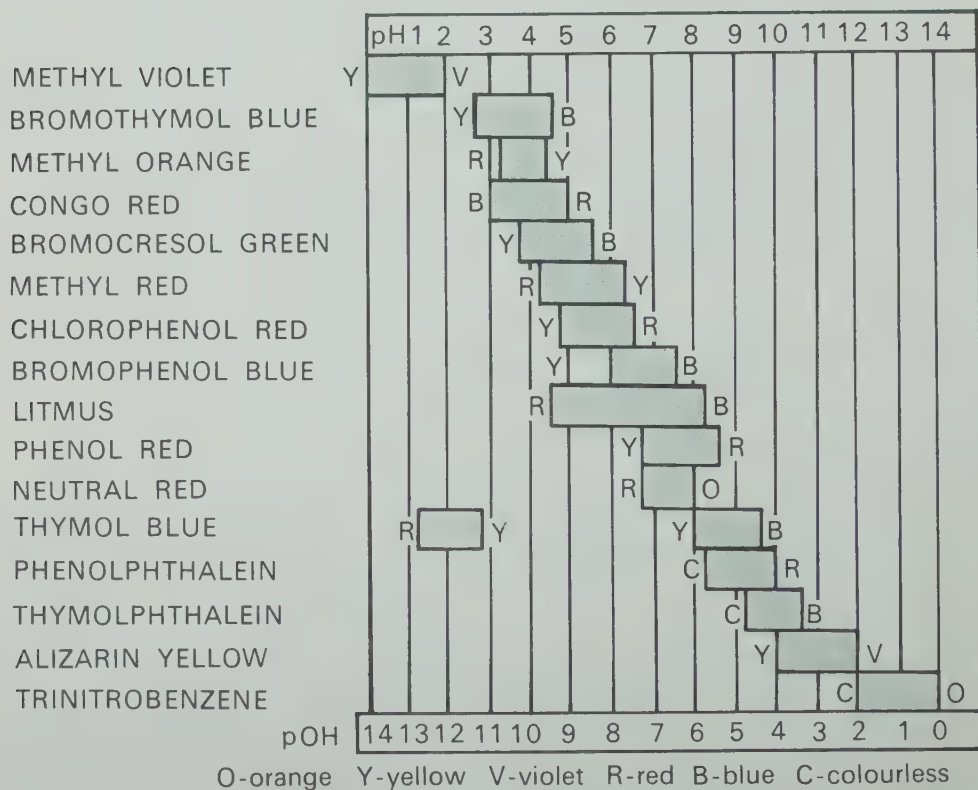 pH 1 2 3 4 5 6 7 8 9 10 11 12 13 14
METHYL VIOLET Y V
BROMOTHYMOL BLUE Y B
METHYL ORANGE R Y
CONGO RED B R
BROMOCRESOL GREEN Y B
METHYL RED R Y
CHLOROPHENOL RED Y R
BROMOPHENOL BLUE Y B
LITMUS R B
PHENOL RED Y R
NEUTRAL RED R O
THYMOL BLUE R Y Y B
PHENOLPHTHALEIN C R
THYMOLPHTHALEIN C B
ALIZARIN YELLOW Y V
TRINITROBENZENE C O
pOH 14 13 12 11 10 9 8 7 6 5 4 3 2 1 0
O-orange Y-yellow V-violet R-red B-blue C-colourless